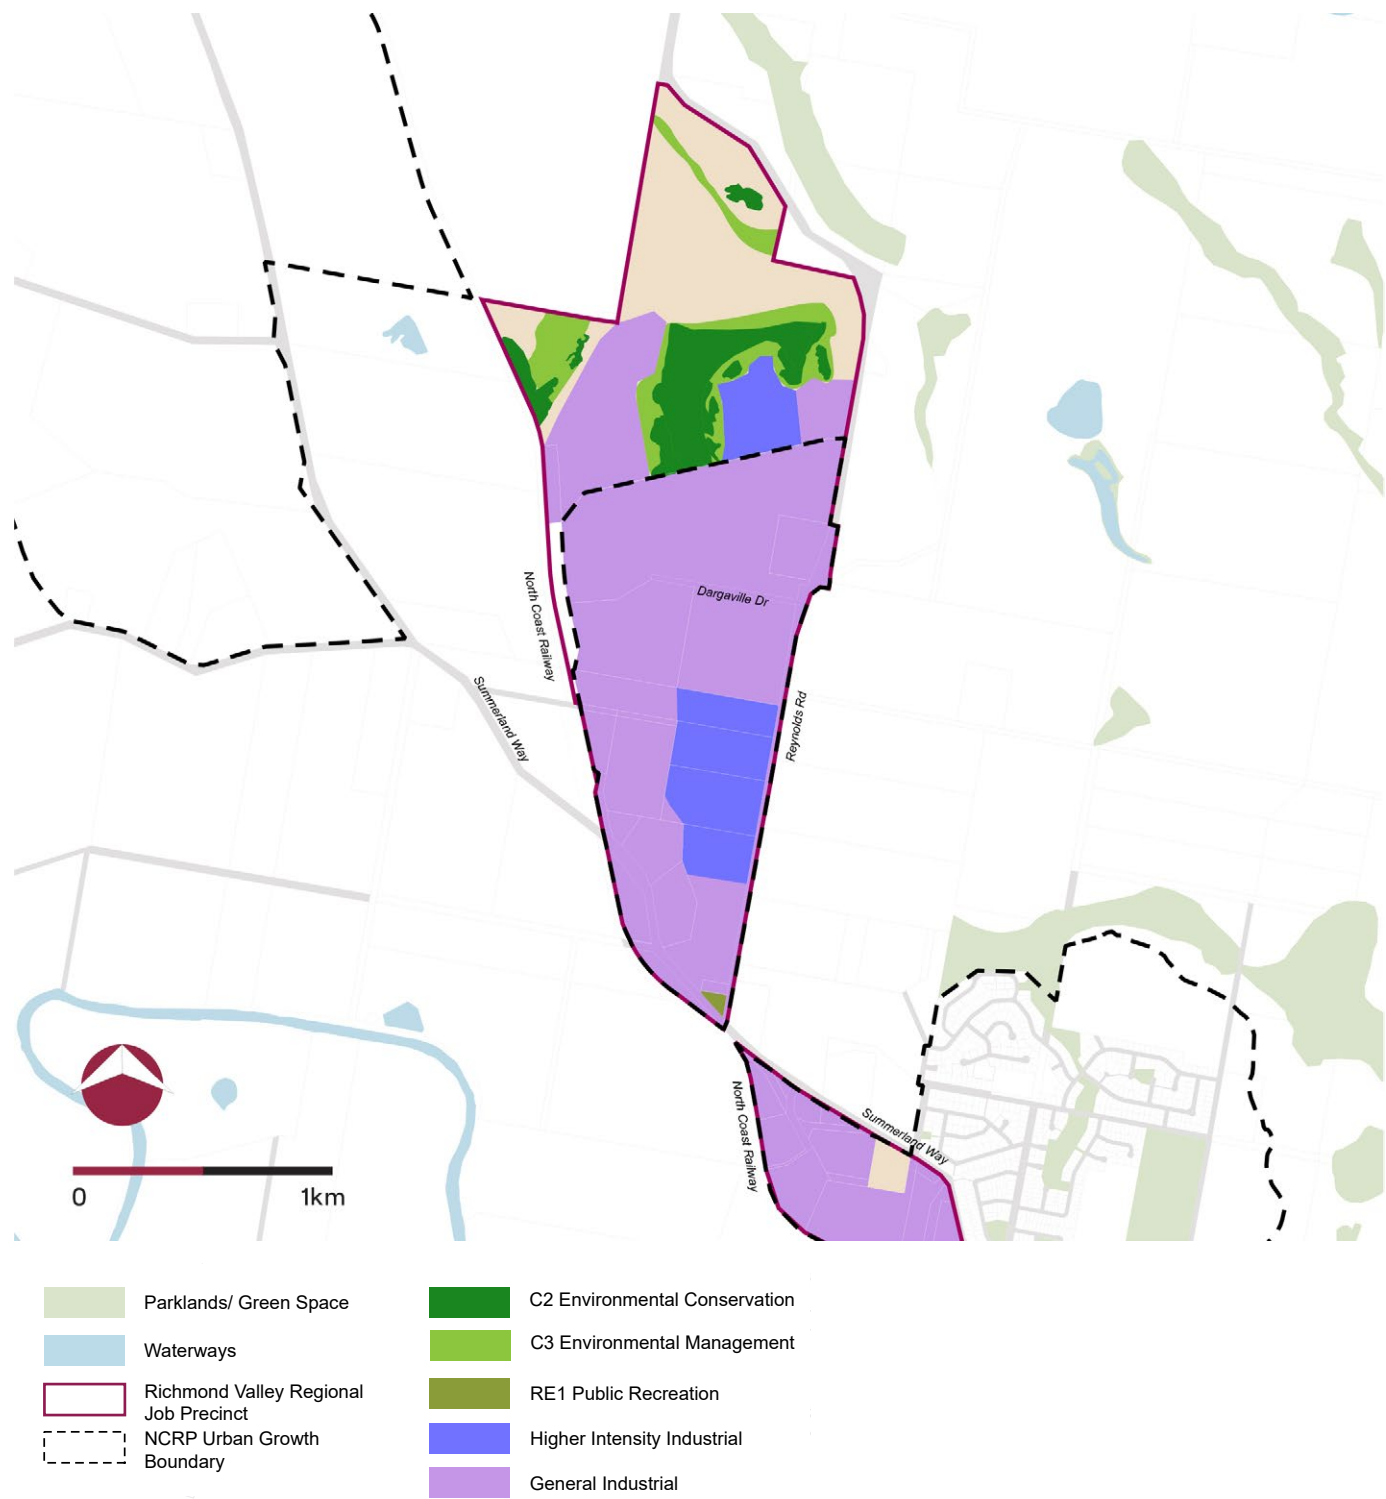 Dargaville Dr
North Coast Railway
Summerland Way
Reynolds Rd
North Coast Railway
Summerland Way
0 1km
Parklands/ Green Space
Waterways
Richmond Valley Regional
Job Precinct
NCRP Urban Growth
Boundary
C2 Environmental Conservation
C3 Environmental Management
RE1 Public Recreation
Higher Intensity Industrial
General Industrial